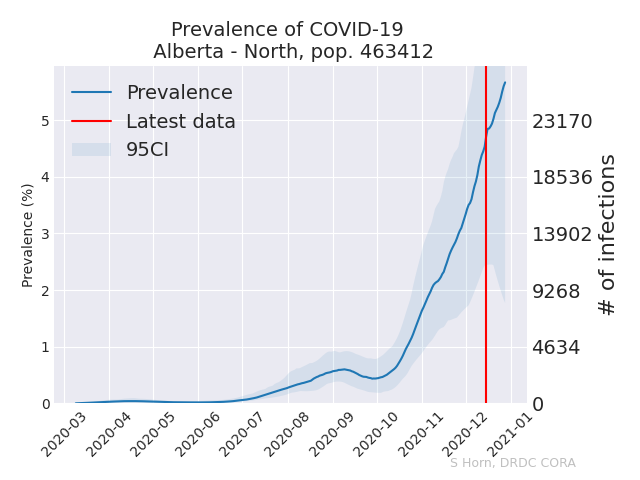 Prevalence of COVID-19
Alberta - North, pop. 463412
Prevalence
Latest data
95CI
Prevalence (%)
5
4
3
2
1
0
23170
18536
13902
9268
4634
0
# of infections
2020-03
2020-04
2020-05
2020-06
2020-07
2020-08
2020-09
2020-10
2020-11
2020-12
2021-01
S Horn, DRDC CORA